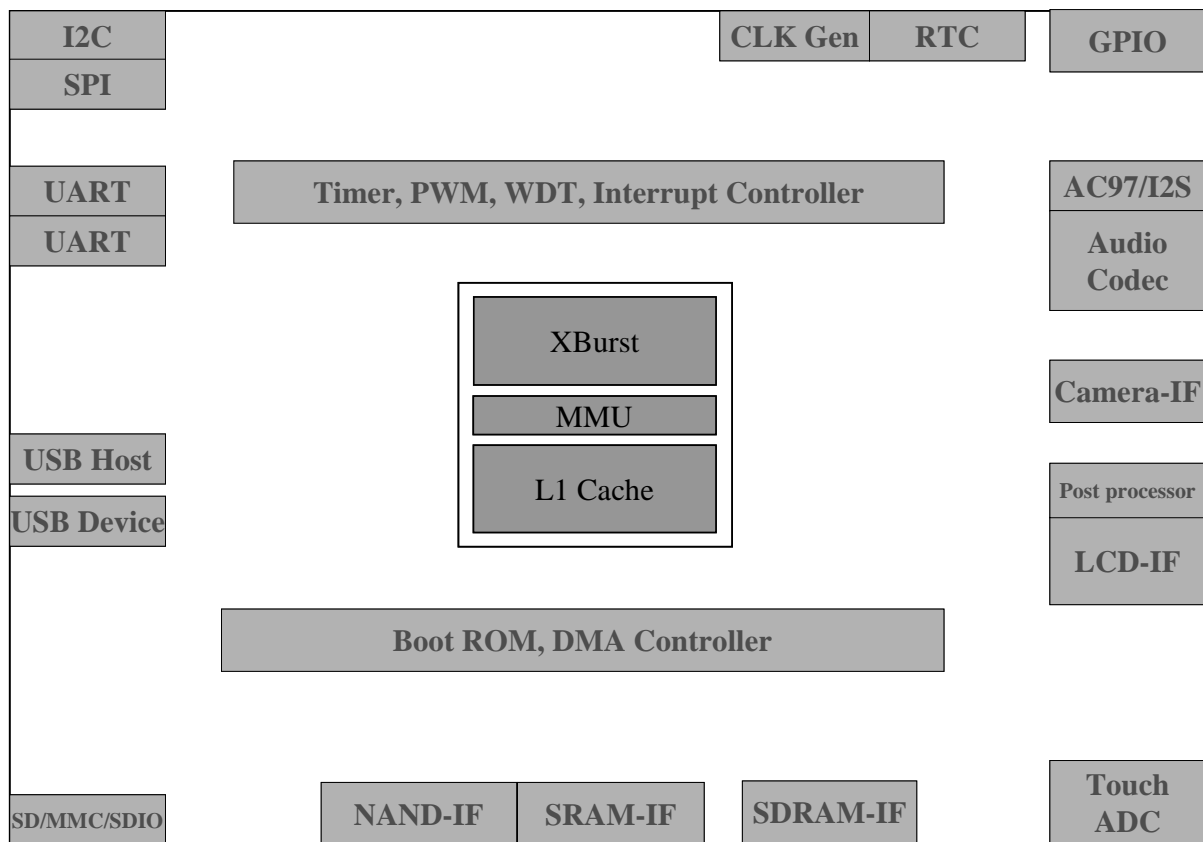 I2C
CLK Gen
RTC
GPIO
SPI
UART
Timer, PWM, WDT, Interrupt Controller
AC97/I2S
UART
Audio
Codec
XBurst
Camera-IF
MMU
USB Host
L1 Cache
Post processor
USB Device
LCD-IF
Boot ROM, DMA Controller
SD/MMC/SDIO
NAND-IF
SRAM-IF
SDRAM-IF
Touch
ADC